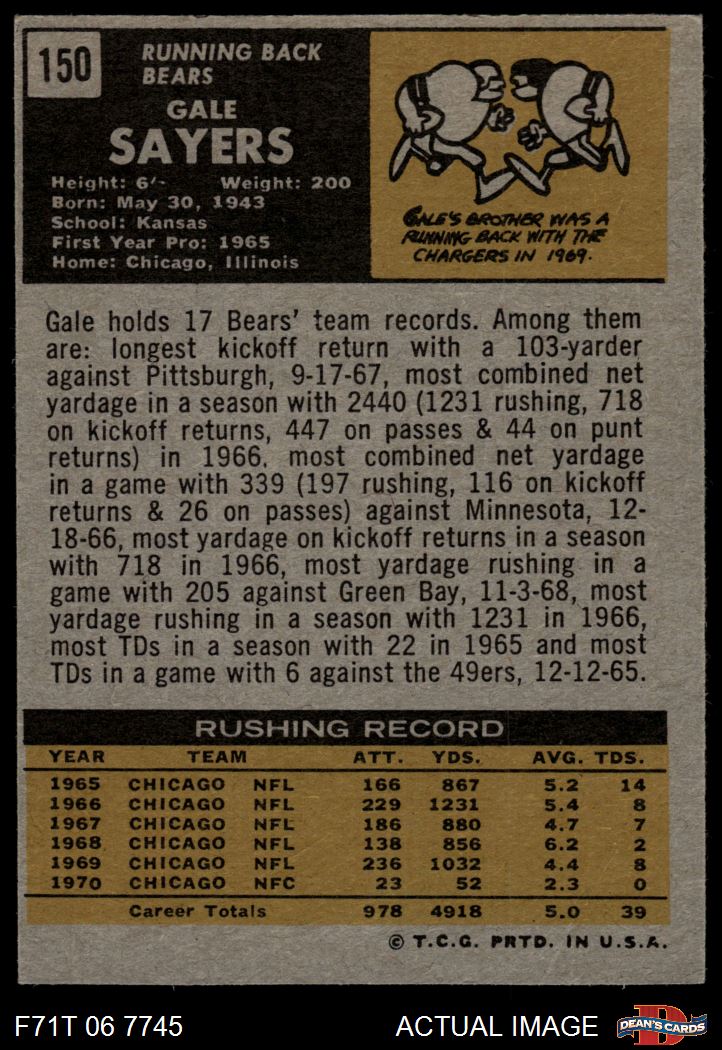 150
RUNNING BACK
BEARS
GALE
SAYERS
Height: 6'- Weight: 200
Born: May 30, 1943
School: Kansas
First Year Pro: 1965
Home: Chicago, Illinois
GALE'S BROTHER WAS A
RUNNING BACK WITH THE
CHARGERS IN 1969.
Gale holds 17 Bears' team records. Among them
are: longest kickoff return with a 103-yarder
against Pittsburgh, 9-17-67, most combined net
yardage in a season with 2440 (1231 rushing, 718
on kickoff returns, 447 on passes & 44 on punt
returns) in 1966, most combined net yardage
in a game with 339 (197 rushing, 116 on kickoff
returns & 26 on passes) against Minnesota, 12-
18-66, most yardage on kickoff returns in a season
with 718 in 1966, most yardage rushing in a
game with 205 against Green Bay, 11-3-68, most
yardage rushing in a season with 1231 in 1966,
most TDs in a season with 22 in 1965 and most
TDs in a game with 6 against the 49ers, 12-12-65.
RUSHING RECORD
YEAR TEAM ATT. YDS. AVG. TDS.
1965 CHICAGO NFL 166 867 5.2 14
1966 CHICAGO NFL 229 1231 5.4 8
1967 CHICAGO NFL 186 880 4.7 7
1968 CHICAGO NFL 138 856 6.2 2
1969 CHICAGO NFL 236 1032 4.4 8
1970 CHICAGO NFC 23 52 2.3 0
Career Totals 978 4918 5.0 39
© T.C.G. PRTD. IN U.S.A.
F71T 06 7745 ACTUAL IMAGE
D
DEAN'S CARDS